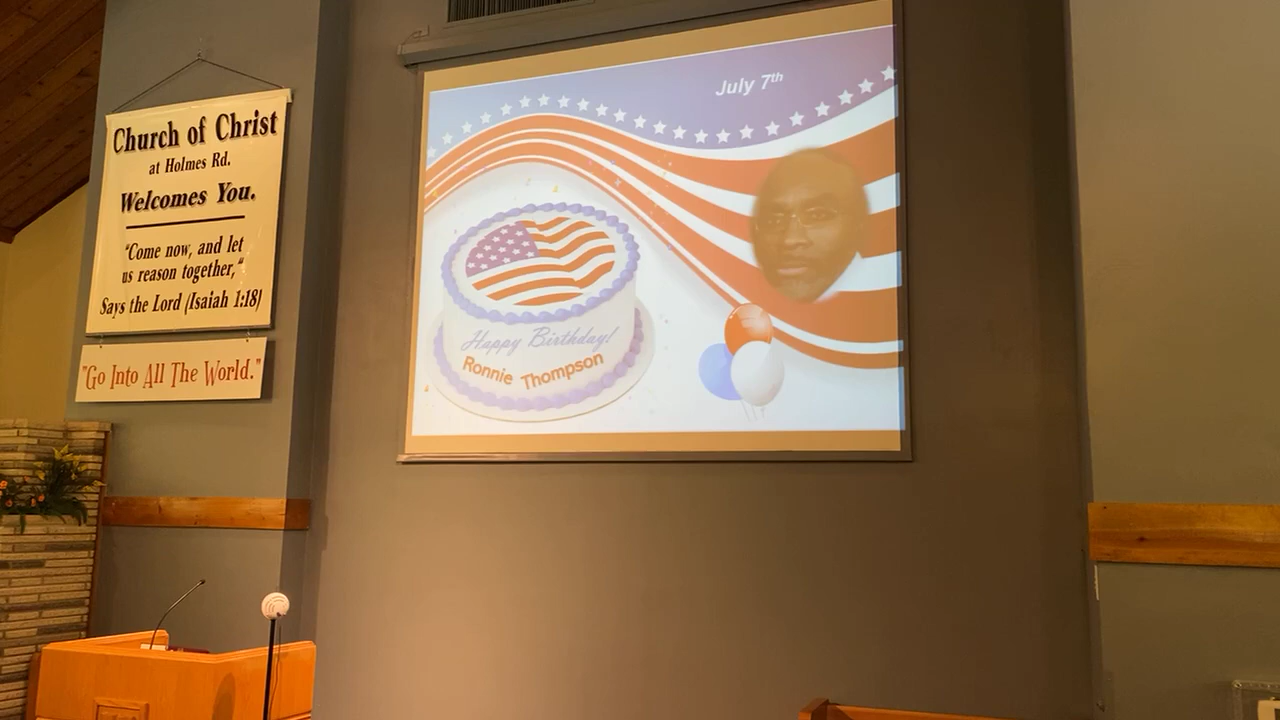 Church of Christ
at Holmes Rd.
Welcomes You.
"Come now, and let
us reason together,"
Says the Lord (Isaiah 1:18)
"Go Into All The World."
July 7th
Happy Birthday!
Ronnie Thompson